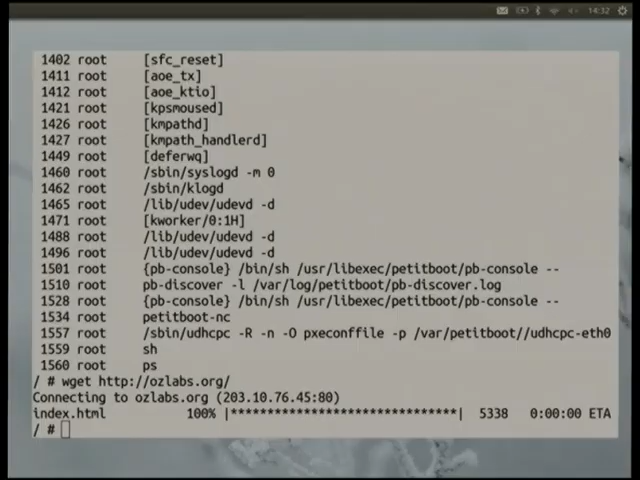 14:32
1402 root [sfc_reset]
1411 root [aoe_tx]
1412 root [aoe_ktio]
1421 root [kpsmoused]
1426 root [kmpathd]
1427 root [kmpath_handlerd]
1449 root [deferwq]
1460 root /sbin/syslogd -m 0
1462 root /sbin/klogd
1465 root /lib/udev/udevd -d
1471 root [kworker/0:1H]
1488 root /lib/udev/udevd -d
1496 root /lib/udev/udevd -d
1501 root {pb-console} /bin/sh /usr/libexec/petitboot/pb-console --
1510 root pb-discover -l /var/log/petitboot/pb-discover.log
1528 root {pb-console} /bin/sh /usr/libexec/petitboot/pb-console --
1534 root petitboot-nc
1557 root /sbin/udhcpc -R -n -O pxeconffile -p /var/petitboot//udhcpc-eth0
1559 root sh
1560 root ps
/ # wget http://ozlabs.org/
Connecting to ozlabs.org (203.10.76.45:80)
index.html 100% |*******************************| 5338 0:00:00 ETA
/ #